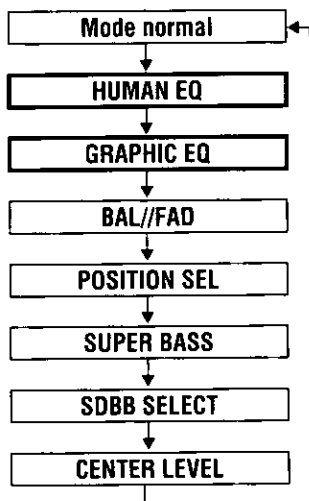 Mode normal
HUMAN EQ
GRAPHIC EQ
BAL//FAD
POSITION SEL
SUPER BASS
SDBB SELECT
CENTER LEVEL